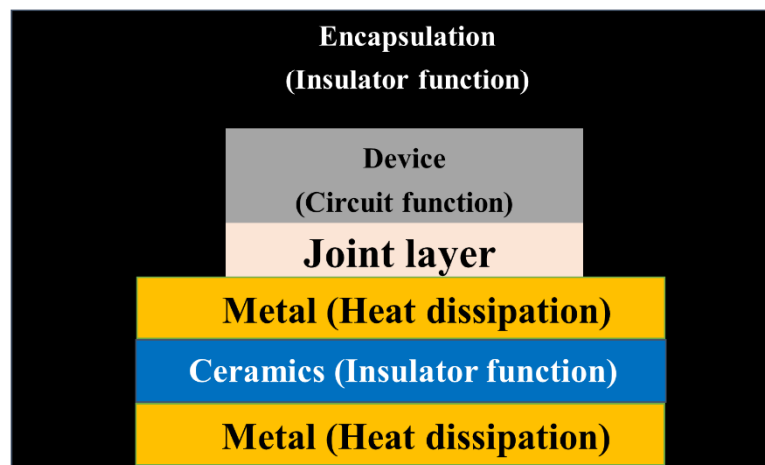 Encapsulation
(Insulator function)
Device
(Circuit function)
Joint layer
Metal (Heat dissipation)
Ceramics (Insulator function)
Metal (Heat dissipation)